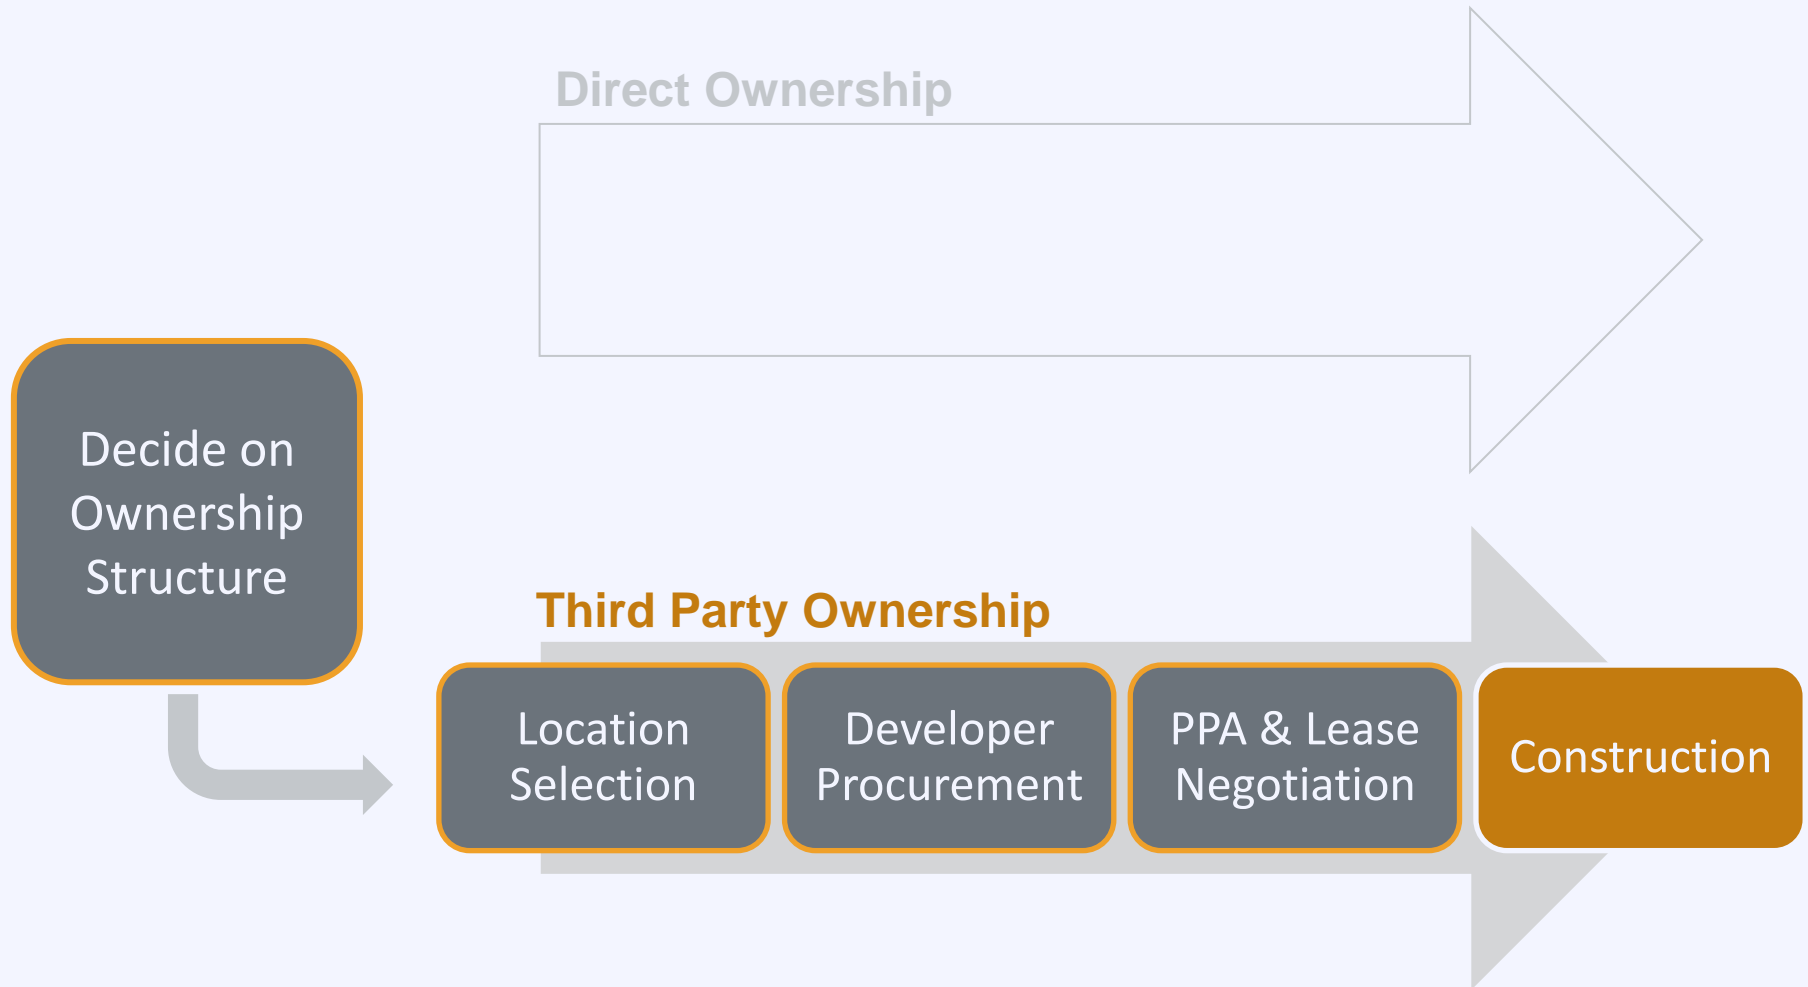 Direct Ownership
Decide on
Ownership
Structure
Third Party Ownership
Location
Selection
Developer
Procurement
PPA & Lease
Negotiation
Construction